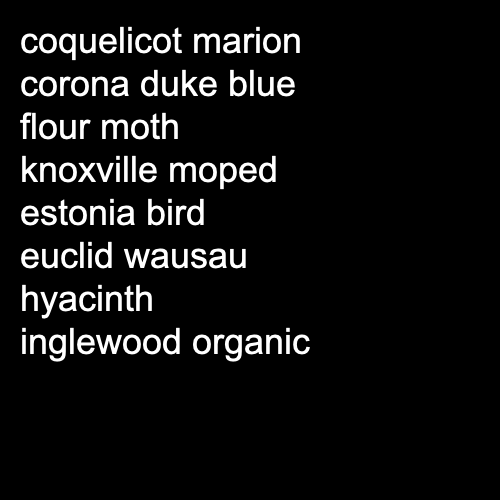 coquelicot marion
corona duke blue
flour moth
knoxville moped
estonia bird
euclid wausau
hyacinth
inglewood organic